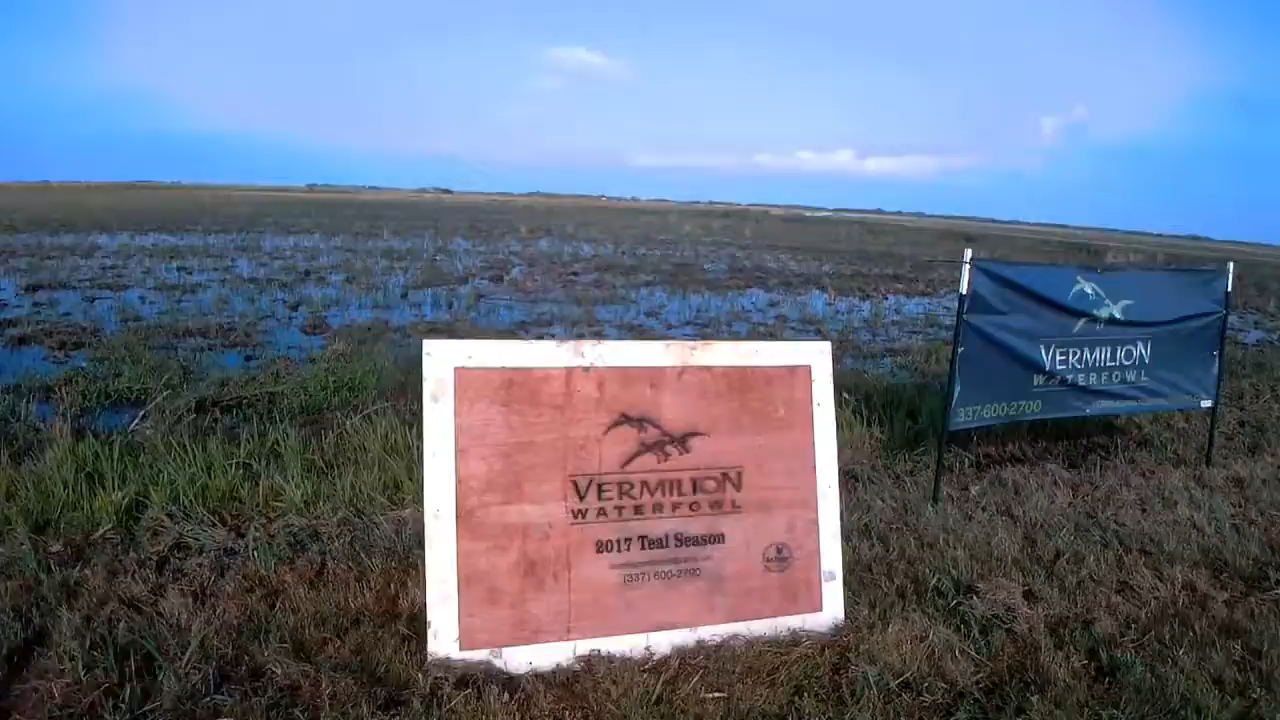 VERMILION
WATERFOWL
2017 Teal Season
(337) 600-2700
VERMILION
WATERFOWL
337-600-2700